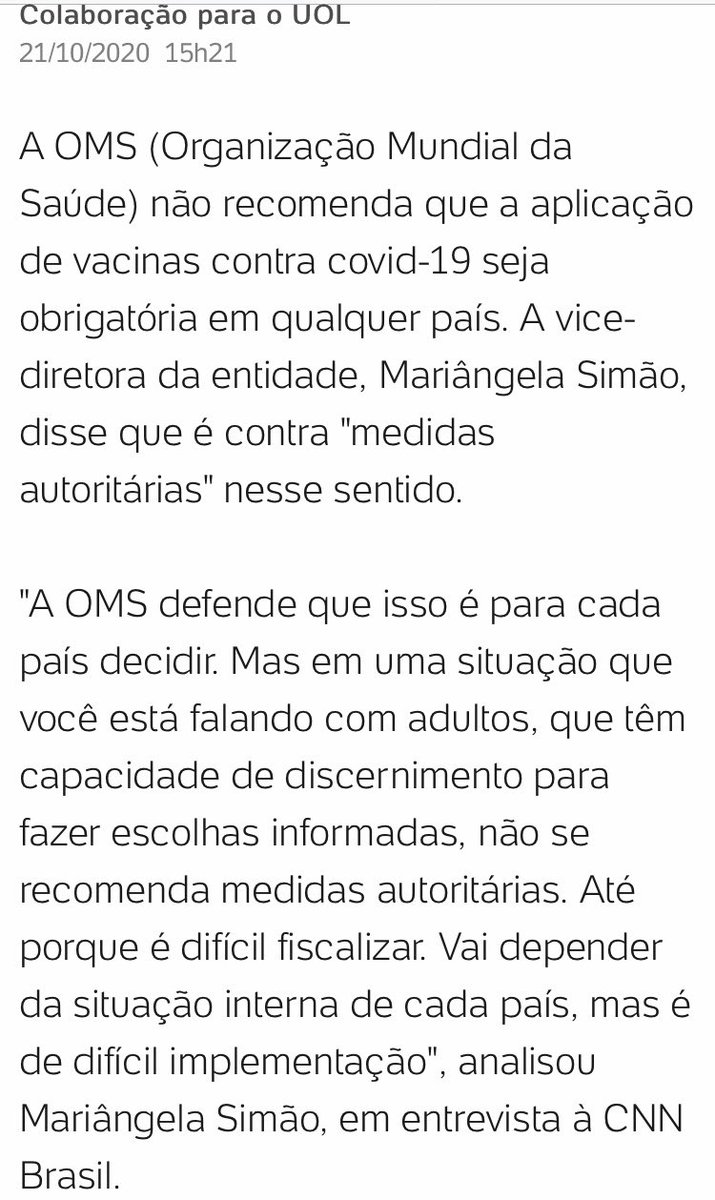 Colaboração para o UOL
21/10/2020 15h21
A OMS (Organização Mundial da
Saúde) não recomenda que a aplicação
de vacinas contra covid-19 seja
obrigatória em qualquer país. A vice-
diretora da entidade, Mariângela Simão,
disse que é contra "medidas
autoritárias" nesse sentido.
"A OMS defende que isso é para cada
país decidir. Mas em uma situação que
você está falando com adultos, que têm
capacidade de discernimento para
fazer escolhas informadas, não se
recomenda medidas autoritárias. Até
porque é difícil fiscalizar. Vai depender
da situação interna de cada país, mas é
de difícil implementação", analisou
Mariângela Simão, em entrevista à CNN
Brasil.